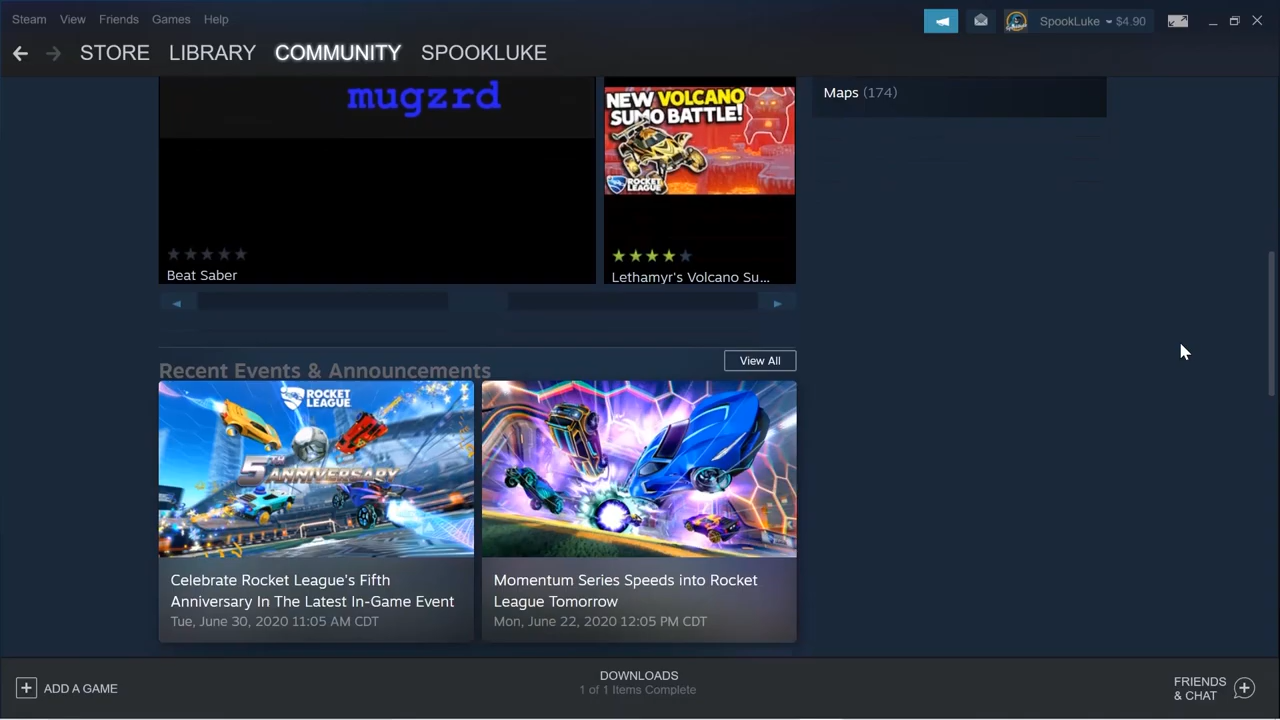 Steam View Friends Games Help
SpookLuke $4.90
STORE LIBRARY COMMUNITY SPOOKLUKE
mugzrd
NEW VOLCANO
SUMO BATTLE!
ROCKET
LEAGUE
Maps (174)
Beat Saber
Lethamyr's Volcano Su...
Recent Events & Announcements
View All
ROCKET
LEAGUE
5TH
ANNIVERSARY
Celebrate Rocket League's Fifth
Anniversary In The Latest In-Game Event
Tue, June 30, 2020 11:05 AM CDT
Momentum Series Speeds into Rocket
League Tomorrow
Mon, June 22, 2020 12:05 PM CDT
ADD A GAME
DOWNLOADS
1 of 1 Items Complete
FRIENDS
& CHAT